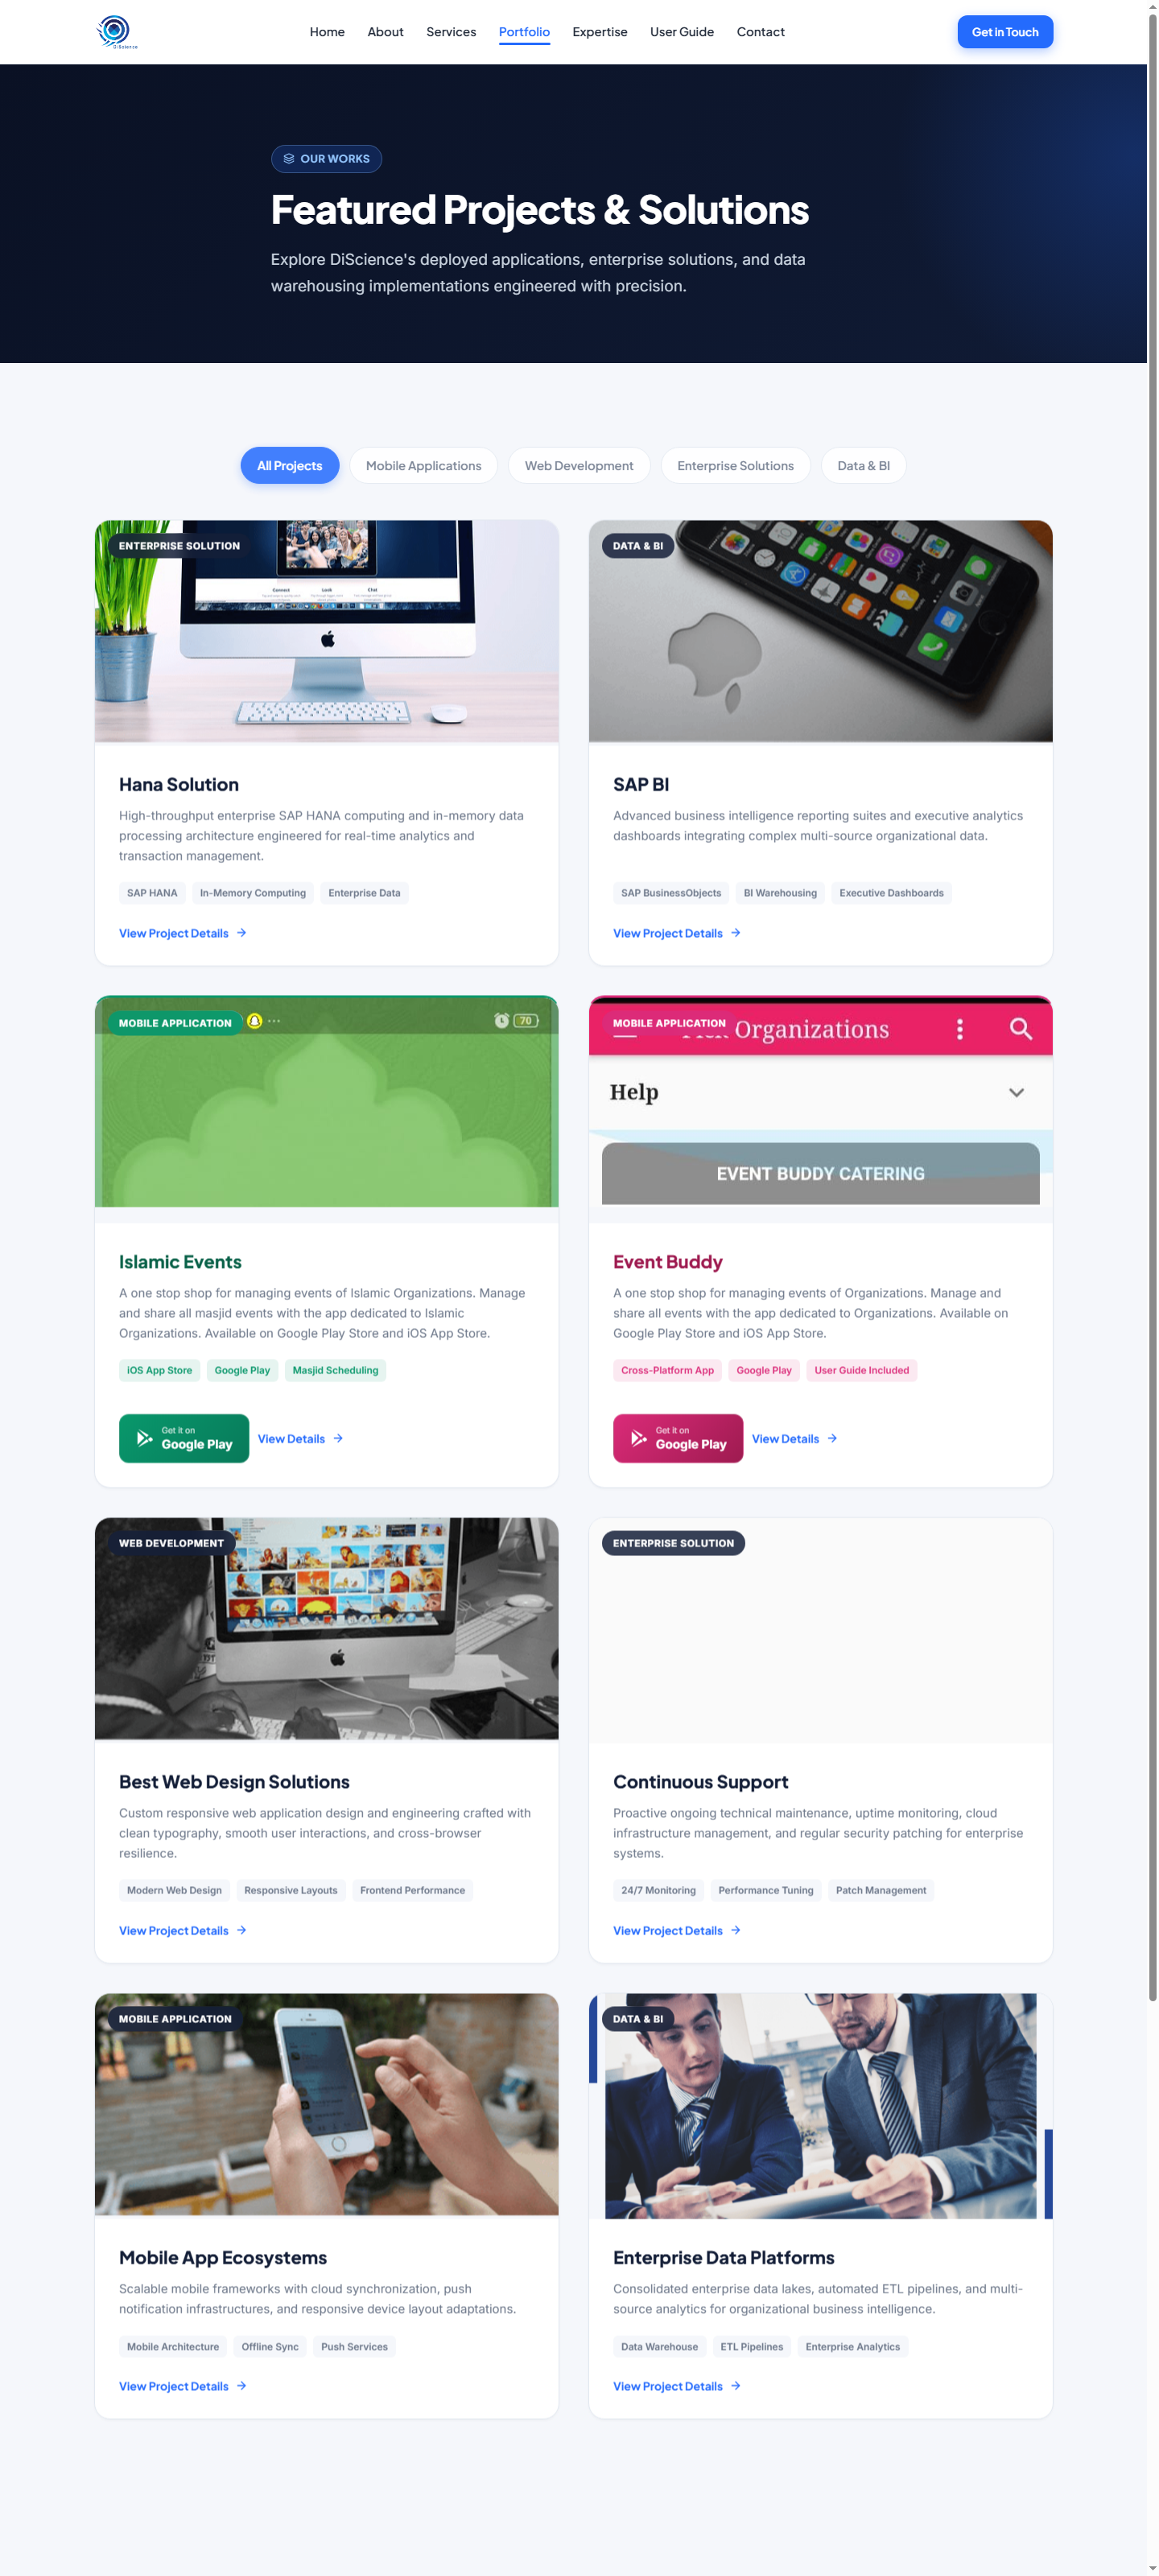 DiScience
Home
About
Services
Portfolio
Expertise
User Guide
Contact
Get in Touch
OUR WORKS
Featured Projects & Solutions
Explore DiScience's deployed applications, enterprise solutions, and data
warehousing implementations engineered with precision.
All Projects
Mobile Applications
Web Development
Enterprise Solutions
Data & BI
ENTERPRISE SOLUTION
Connect
Look
Chat
DATA & BI
Hana Solution
High-throughput enterprise SAP HANA computing and in-memory data
processing architecture engineered for real-time analytics and
transaction management.
SAP HANA
In-Memory Computing
Enterprise Data
View Project Details
SAP BI
Advanced business intelligence reporting suites and executive analytics
dashboards integrating complex multi-source organizational data.
SAP BusinessObjects
BI Warehousing
Executive Dashboards
View Project Details
MOBILE APPLICATION
70
MOBILE APPLICATION
Organizations
Help
EVENT BUDDY CATERING
Islamic Events
A one stop shop for managing events of Islamic Organizations. Manage
and share all masjid events with the app dedicated to Islamic
Organizations. Available on Google Play Store and iOS App Store.
iOS App Store
Google Play
Masjid Scheduling
Get it on
Google Play
View Details
Event Buddy
A one stop shop for managing events of Organizations. Manage and
share all events with the app dedicated to Organizations. Available on
Google Play Store and iOS App Store.
Cross-Platform App
Google Play
User Guide Included
Get it on
Google Play
View Details
WEB DEVELOPMENT
ENTERPRISE SOLUTION
Best Web Design Solutions
Custom responsive web application design and engineering crafted with
clean typography, smooth user interactions, and cross-browser
resilience.
Modern Web Design
Responsive Layouts
Frontend Performance
View Project Details
Continuous Support
Proactive ongoing technical maintenance, uptime monitoring, cloud
infrastructure management, and regular security patching for enterprise
systems.
24/7 Monitoring
Performance Tuning
Patch Management
View Project Details
MOBILE APPLICATION
DATA & BI
Mobile App Ecosystems
Scalable mobile frameworks with cloud synchronization, push
notification infrastructures, and responsive device layout adaptations.
Mobile Architecture
Offline Sync
Push Services
View Project Details
Enterprise Data Platforms
Consolidated enterprise data lakes, automated ETL pipelines, and multi-
source analytics for organizational business intelligence.
Data Warehouse
ETL Pipelines
Enterprise Analytics
View Project Details